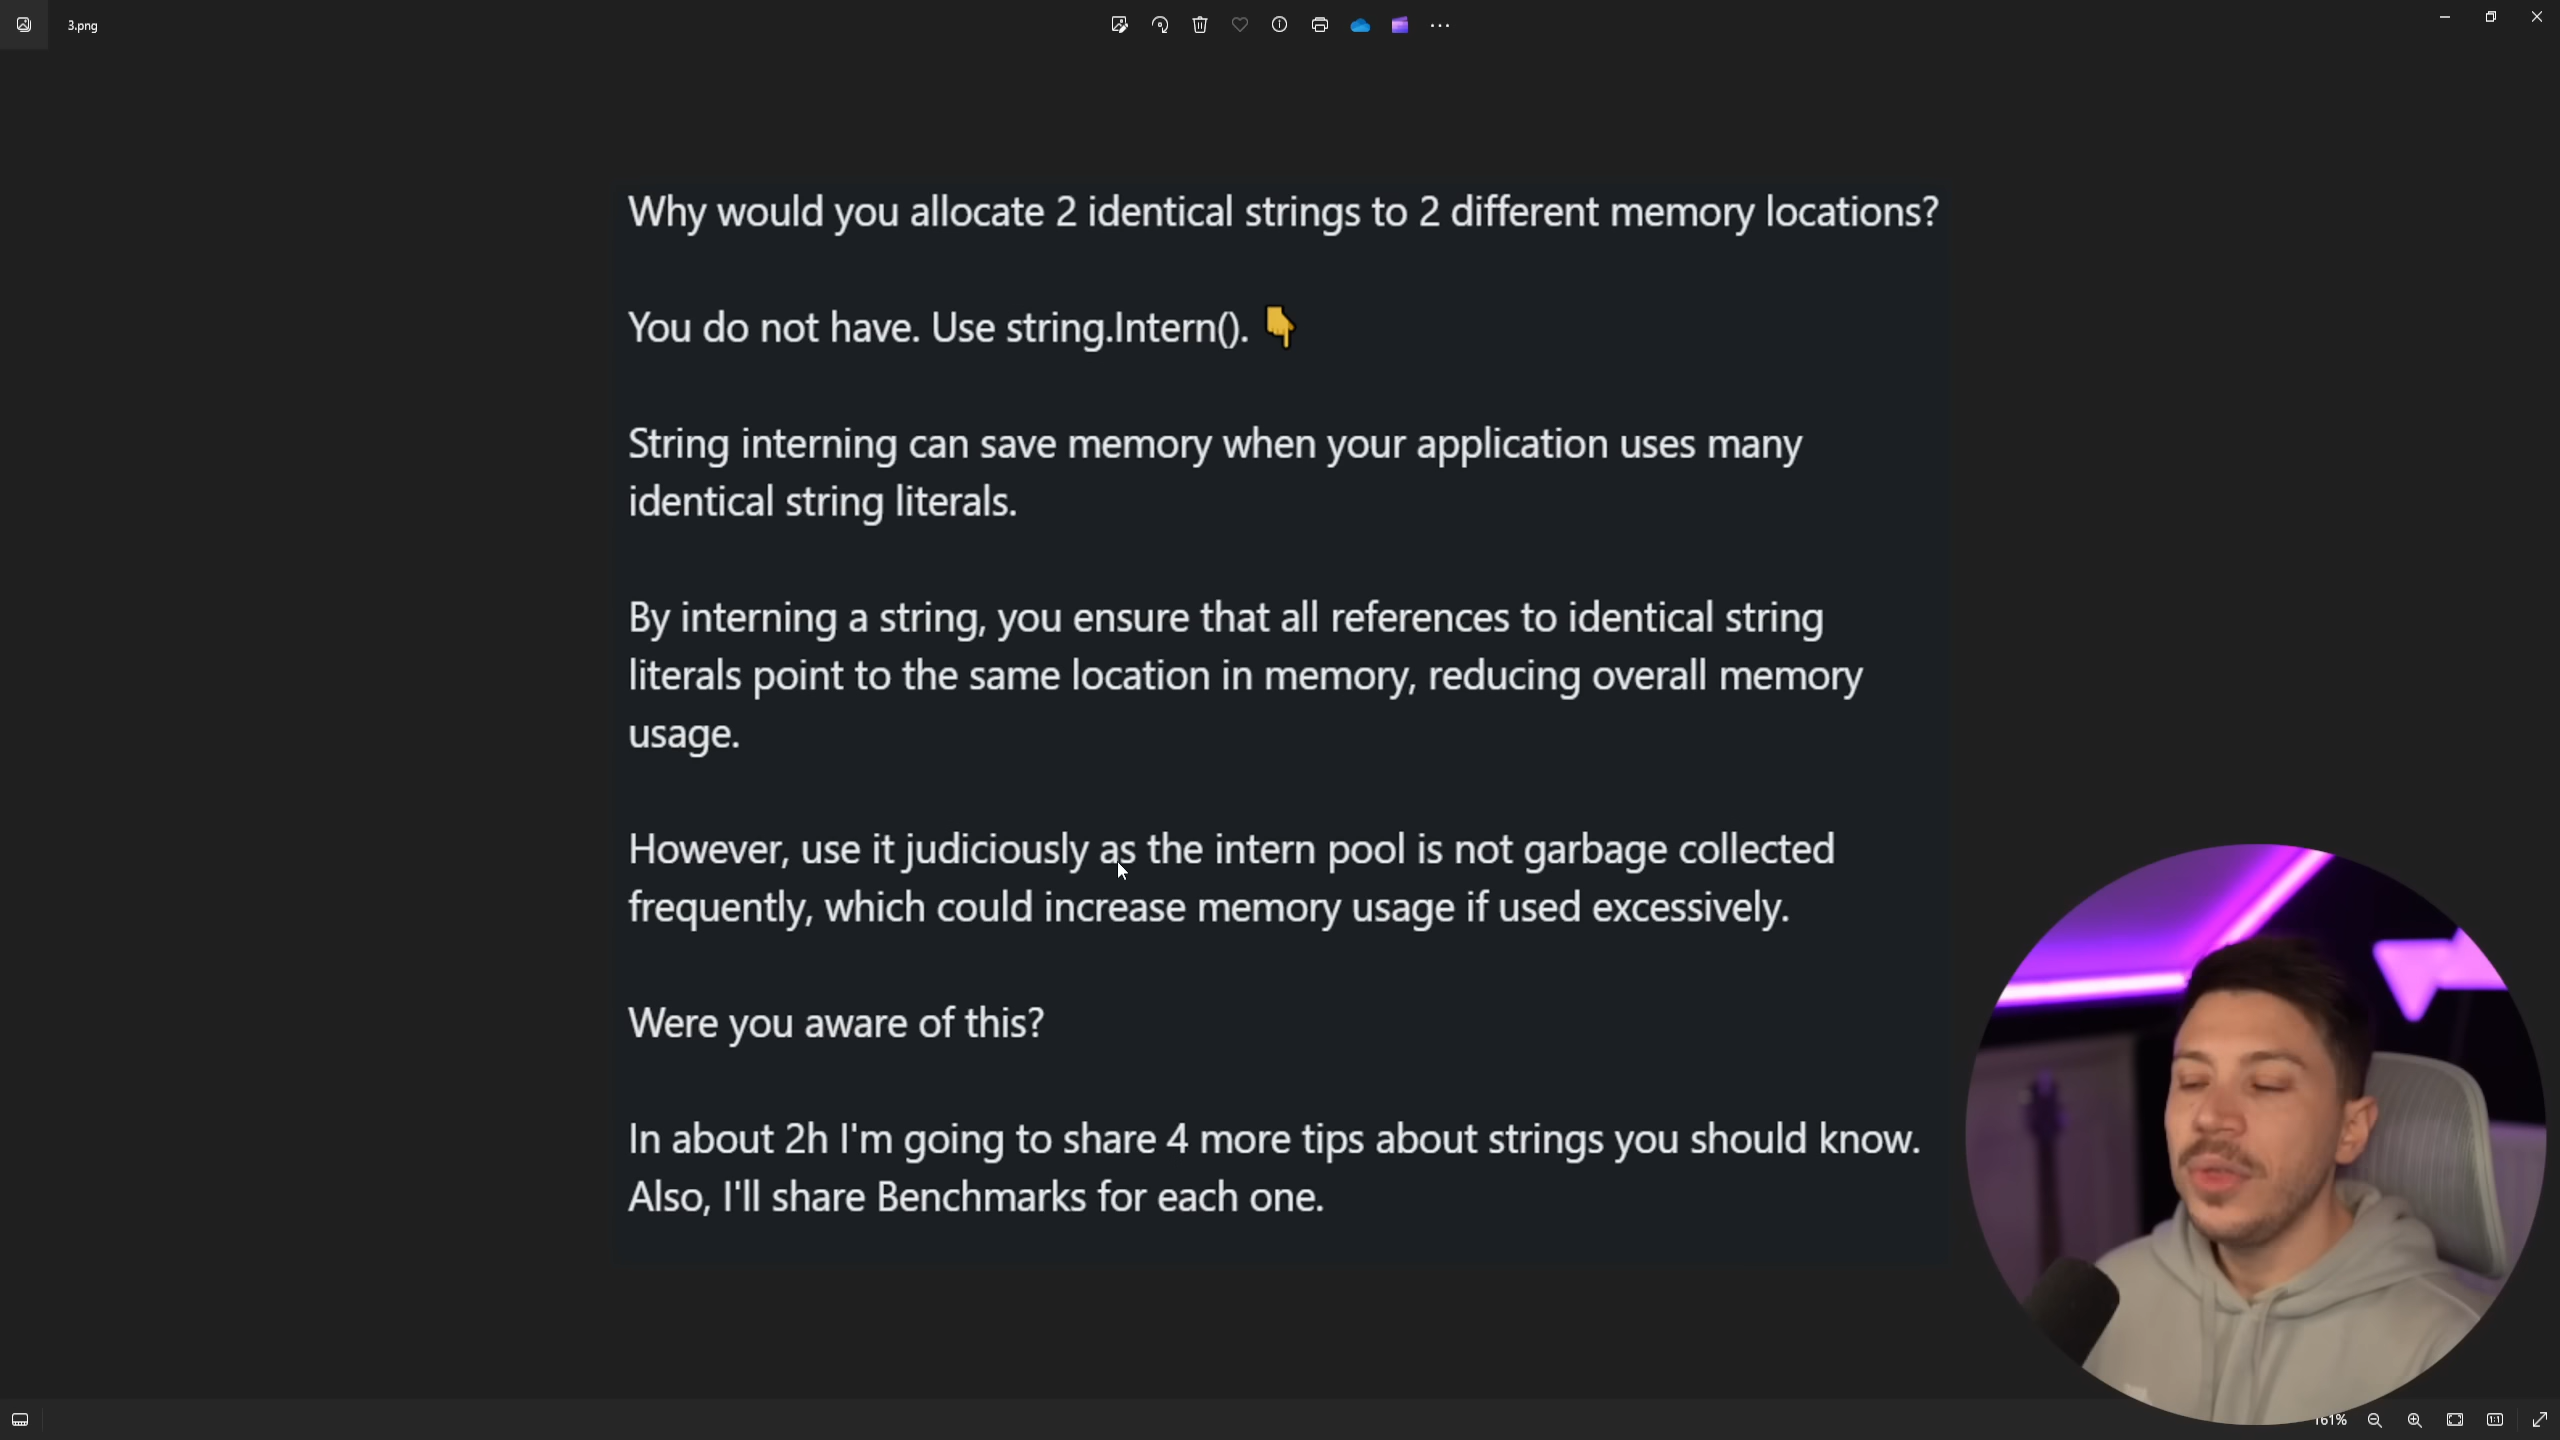 3.png
Why would you allocate 2 identical strings to 2 different memory locations?
You do not have. Use string.Intern(). 👇
String interning can save memory when your application uses many
identical string literals.
By interning a string, you ensure that all references to identical string
literals point to the same location in memory, reducing overall memory
usage.
However, use it judiciously as the intern pool is not garbage collected
frequently, which could increase memory usage if used excessively.
Were you aware of this?
In about 2h I'm going to share 4 more tips about strings you should know.
Also, I'll share Benchmarks for each one.
161%